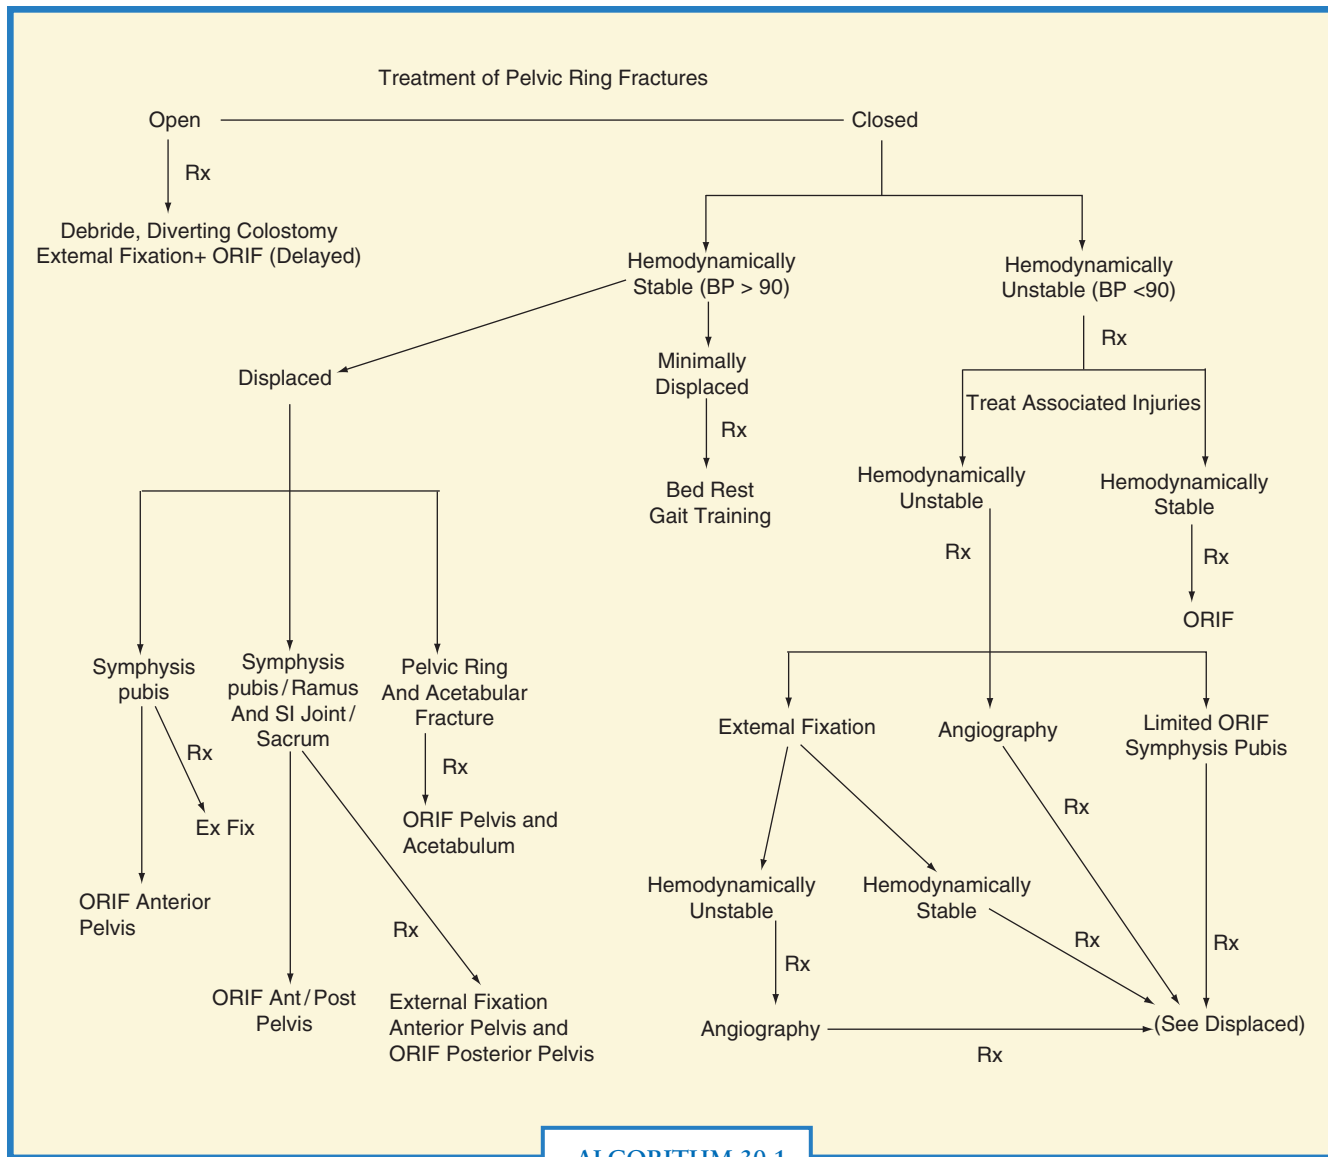 Treatment of Pelvic Ring Fractures
Open
Closed
Rx
Debride, Diverting Colostomy
External Fixation+ ORIF (Delayed)
Hemodynamically
Stable (BP > 90)
Hemodynamically
Unstable (BP <90)
Rx
Displaced
Minimally
Displaced
Rx
Bed Rest
Gait Training
Treat Associated Injuries
Hemodynamically
Unstable
Hemodynamically
Stable
Rx
Rx
ORIF
Symphysis
pubis
Symphysis
pubis/Ramus
And SI Joint/
Sacrum
Pelvic Ring
And Acetabular
Fracture
External Fixation
Angiography
Limited ORIF
Symphysis Pubis
Rx
Ex Fix
Rx
ORIF Pelvis and
Acetabulum
Rx
ORIF Anterior
Pelvis
Rx
Hemodynamically
Unstable
Hemodynamically
Stable
Rx
Rx
Rx
ORIF Ant/Post
Pelvis
External Fixation
Anterior Pelvis and
ORIF Posterior Pelvis
Angiography
Rx
(See Displaced)
ALGORITHM 30-1